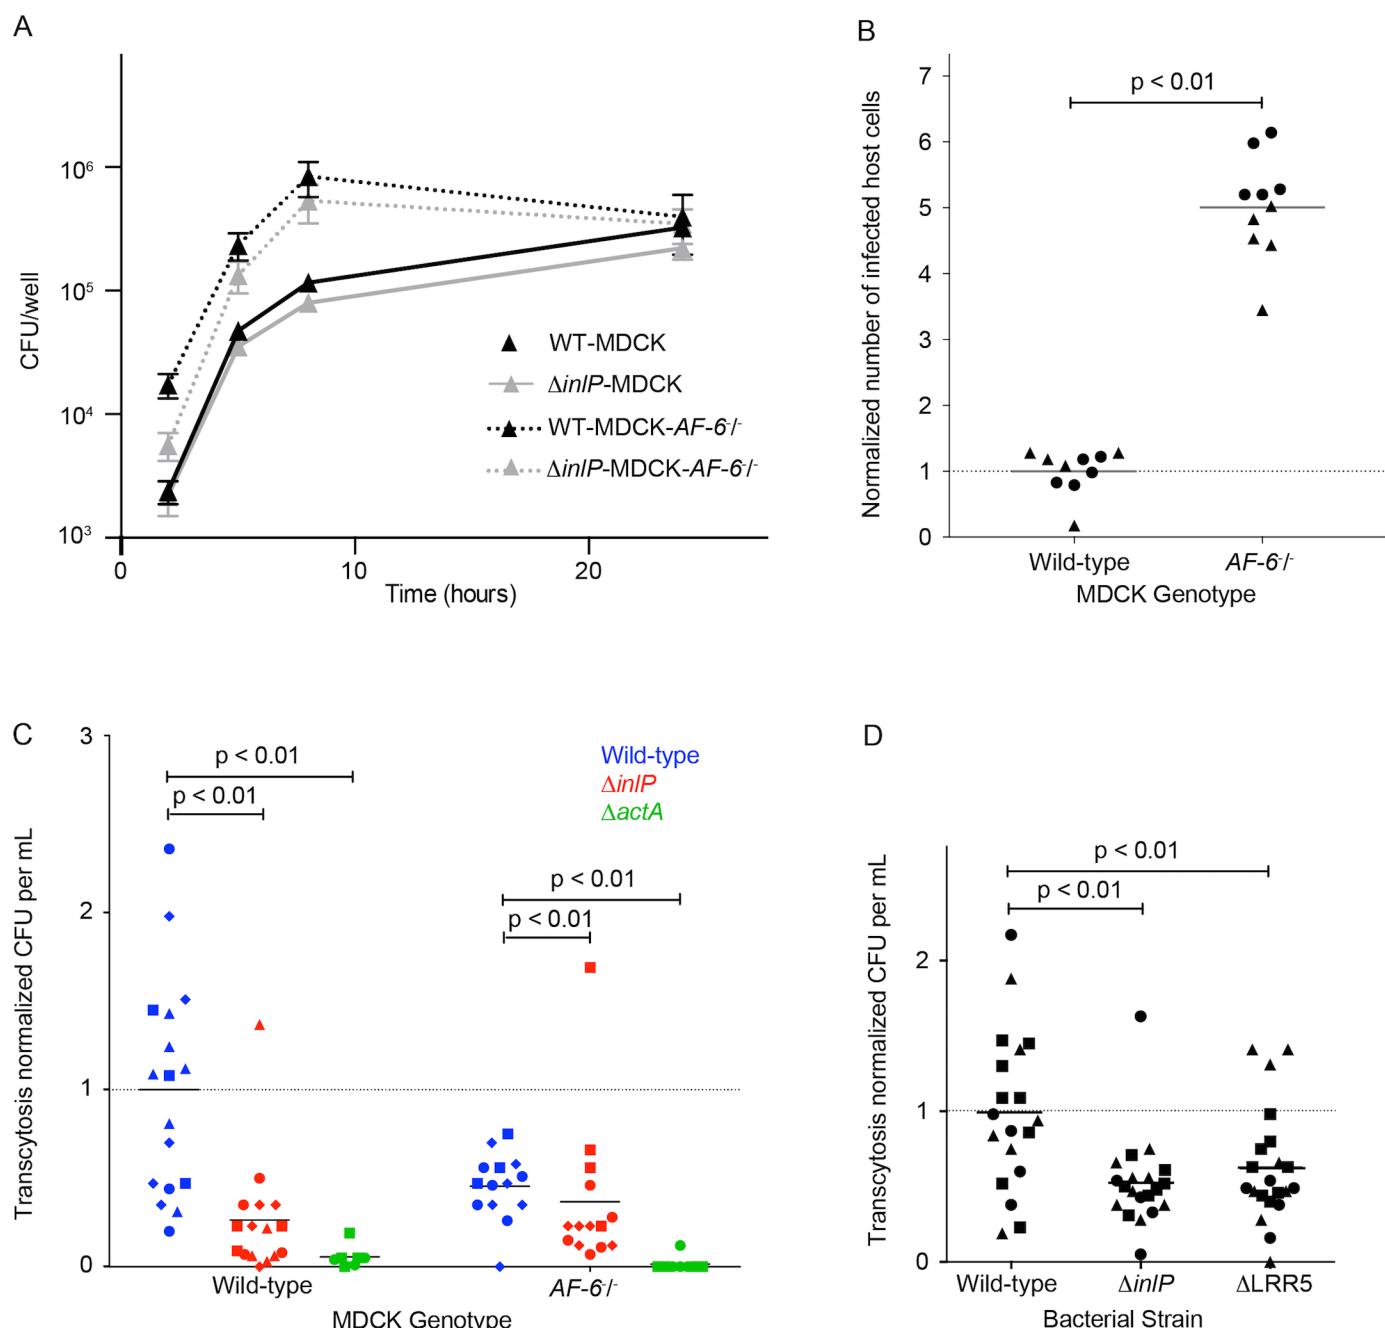 A
CFU/well
10⁶
10⁵
10⁴
10³
0
10
20
Time (hours)
WT-MDCK
ΔinlP-MDCK
WT-MDCK-AF-6-/-
ΔinlP-MDCK-AF-6-/-
B
Normalized number of infected host cells
7
6
5
4
3
2
1
0
p < 0.01
Wild-type
AF-6-/-
MDCK Genotype
C
Transcytosis normalized CFU per mL
3
2
1
0
p < 0.01
p < 0.01
Wild-type
ΔinlP
ΔactA
p < 0.01
p < 0.01
Wild-type
AF-6-/-
MDCK Genotype
D
Transcytosis normalized CFU per mL
2
1
0
p < 0.01
p < 0.01
Wild-type
ΔinlP
ΔLRR5
Bacterial Strain